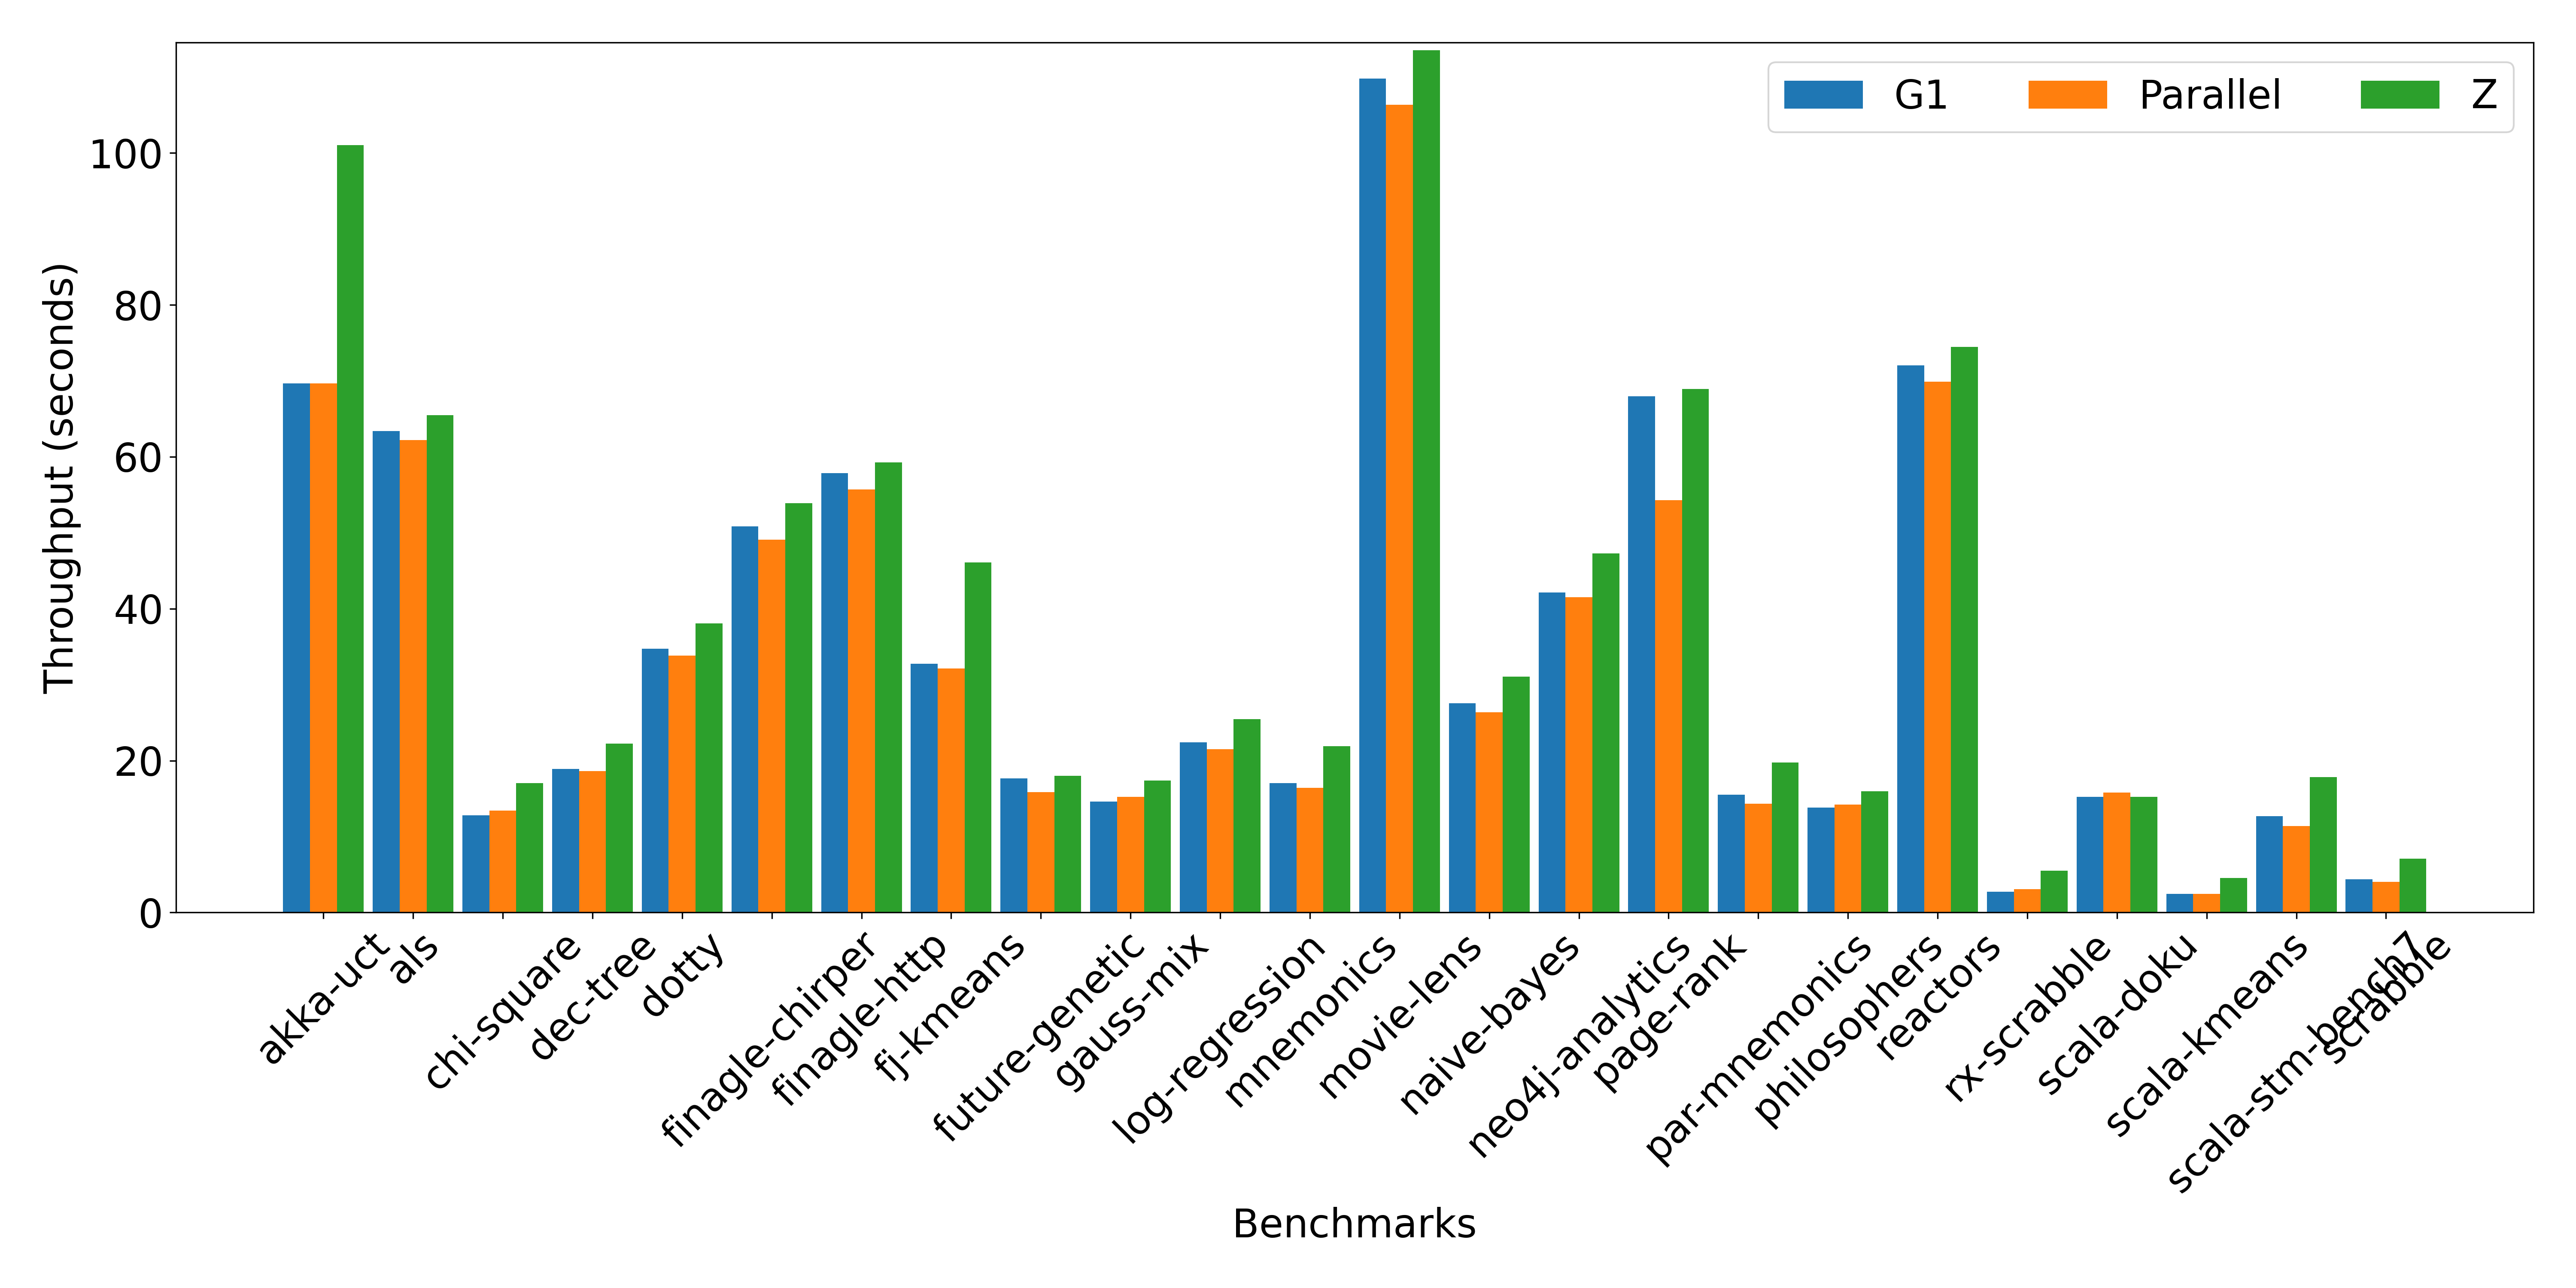 G1 Parallel Z
Throughput (seconds)
100
80
60
40
20
0
akka-uct
als
chi-square
dec-tree
dotty
finagle-chirper
finagle-http
fj-kmeans
future-genetic
gauss-mix
log-regression
mnemonics
movie-lens
naive-bayes
neo4j-analytics
page-rank
par-mnemonics
philosophers
reactors
rx-scrabble
scala-doku
scala-kmeans
scala-stm-bench7
scrabble
Benchmarks